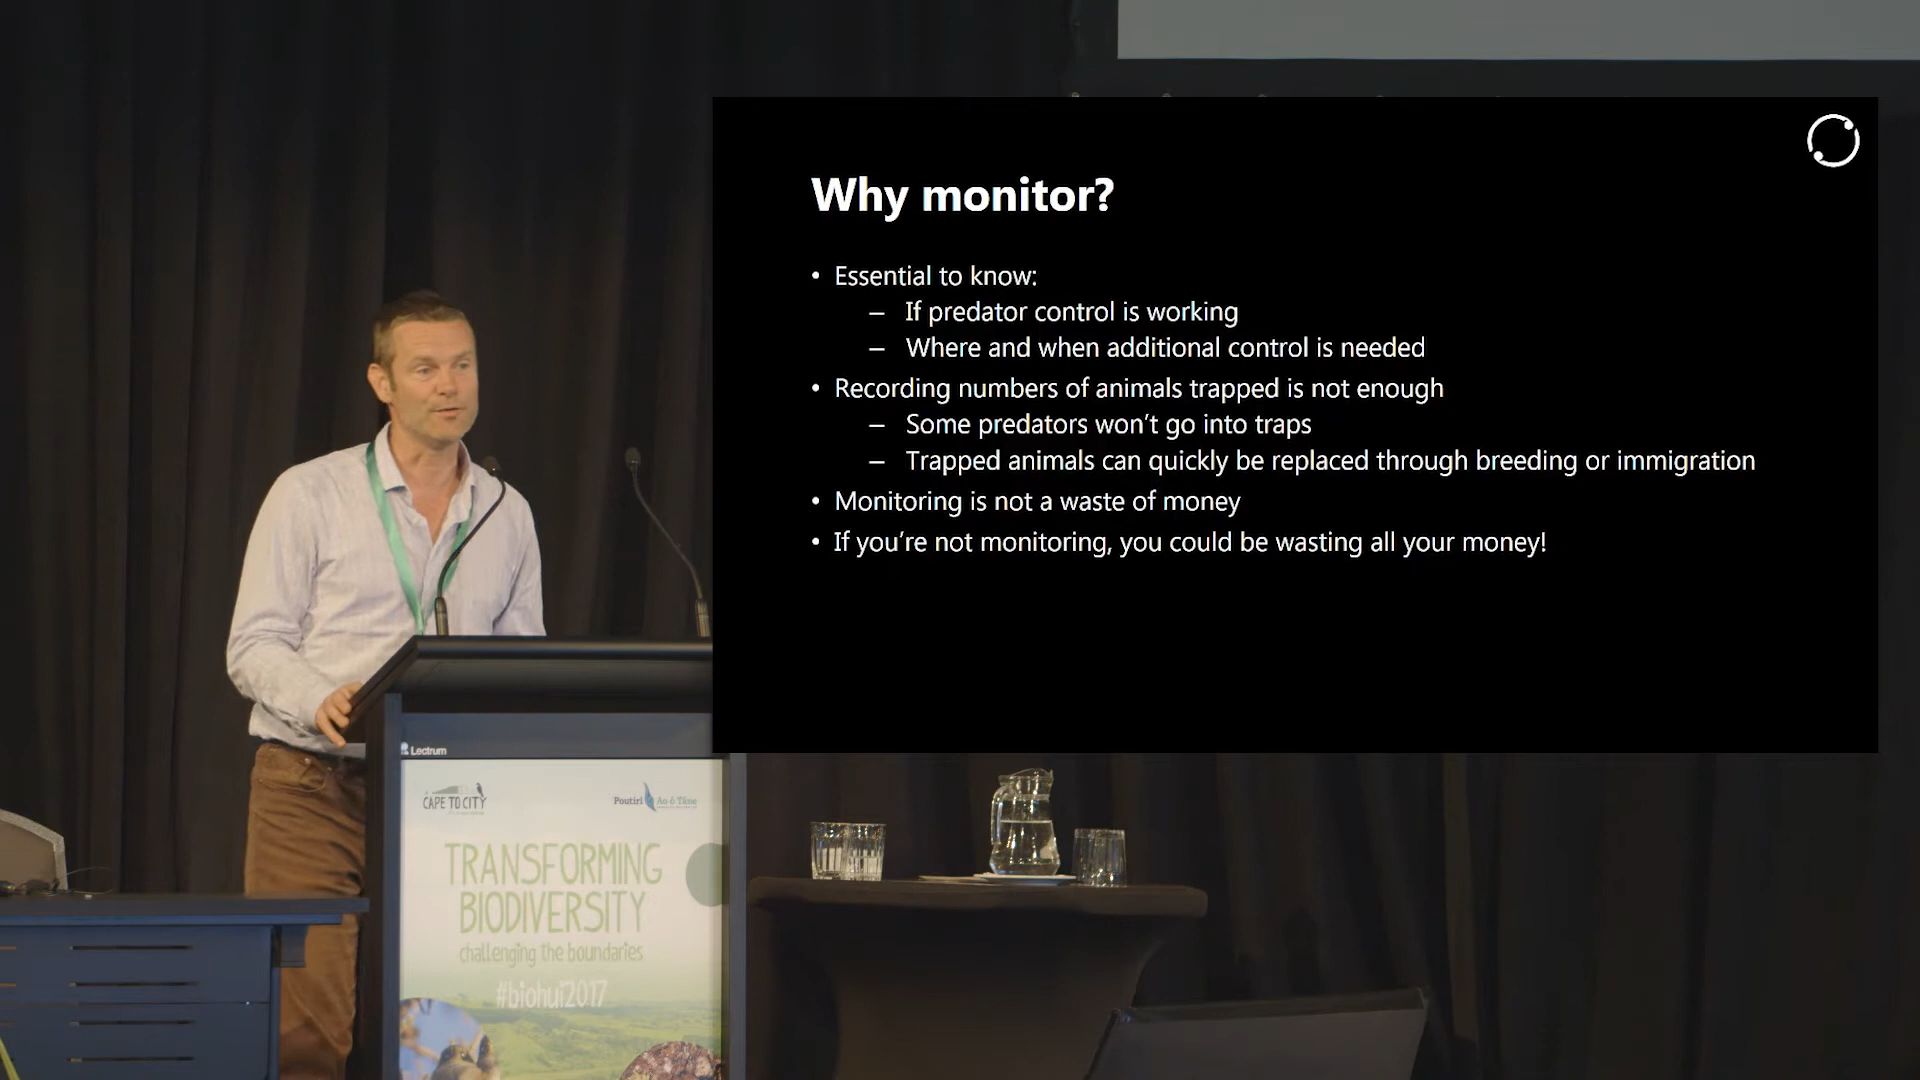 Why monitor?
• Essential to know:
– If predator control is working
– Where and when additional control is needed
• Recording numbers of animals trapped is not enough
– Some predators won't go into traps
– Trapped animals can quickly be replaced through breeding or immigration
• Monitoring is not a waste of money
• If you're not monitoring, you could be wasting all your money!
Lectrum
CAPE TO CITY
Poutiri Ao ō Tāne
TRANSFORMING
BIODIVERSITY
challenging the boundaries
#biohui2017